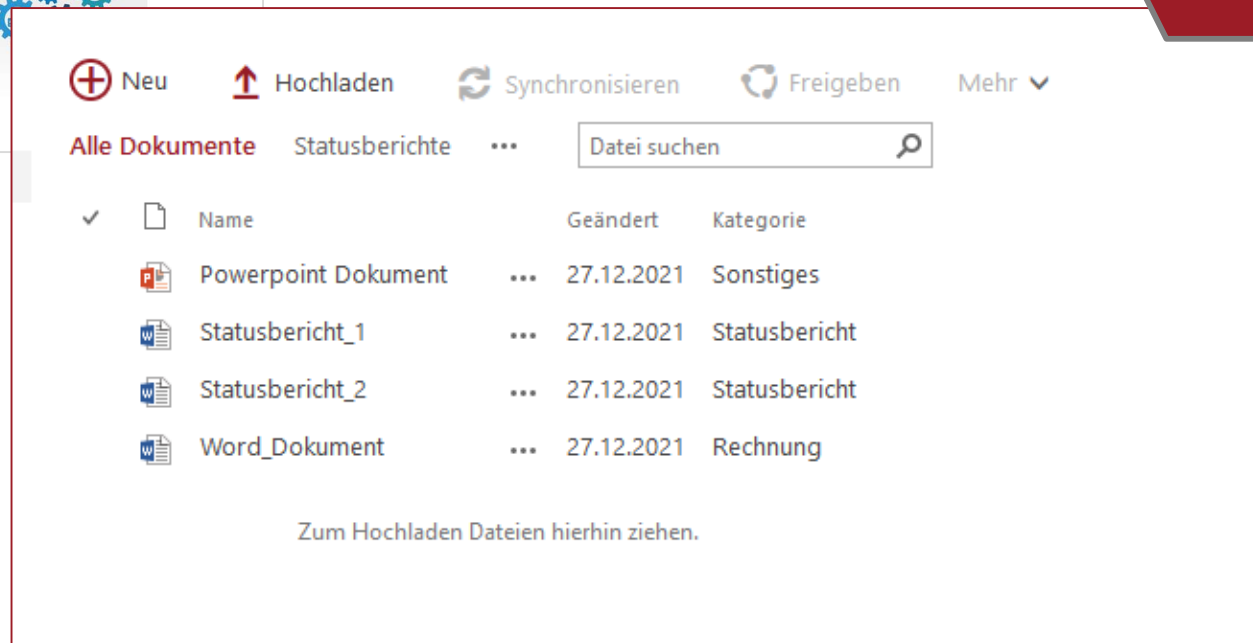 Neu Hochladen Synchronisieren Freigeben Mehr
Alle Dokumente Statusberichte ... Datei suchen
Name Geändert Kategorie
Powerpoint Dokument ... 27.12.2021 Sonstiges
Statusbericht_1 ... 27.12.2021 Statusbericht
Statusbericht_2 ... 27.12.2021 Statusbericht
Word_Dokument ... 27.12.2021 Rechnung
Zum Hochladen Dateien hierhin ziehen.